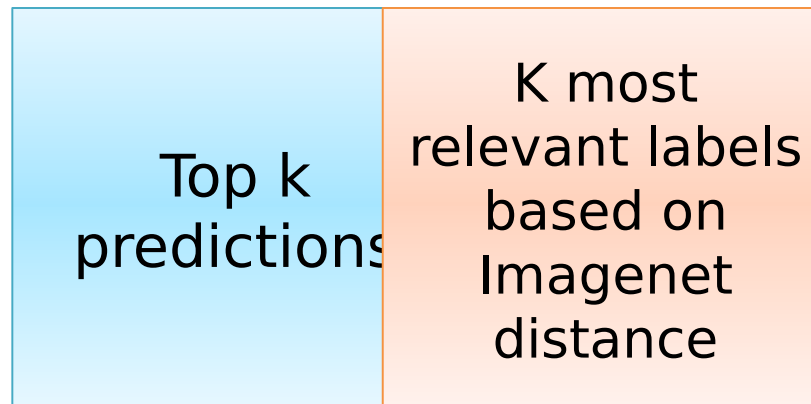 Top k
predictions
K most
relevant labels
based on
Imagenet
distance